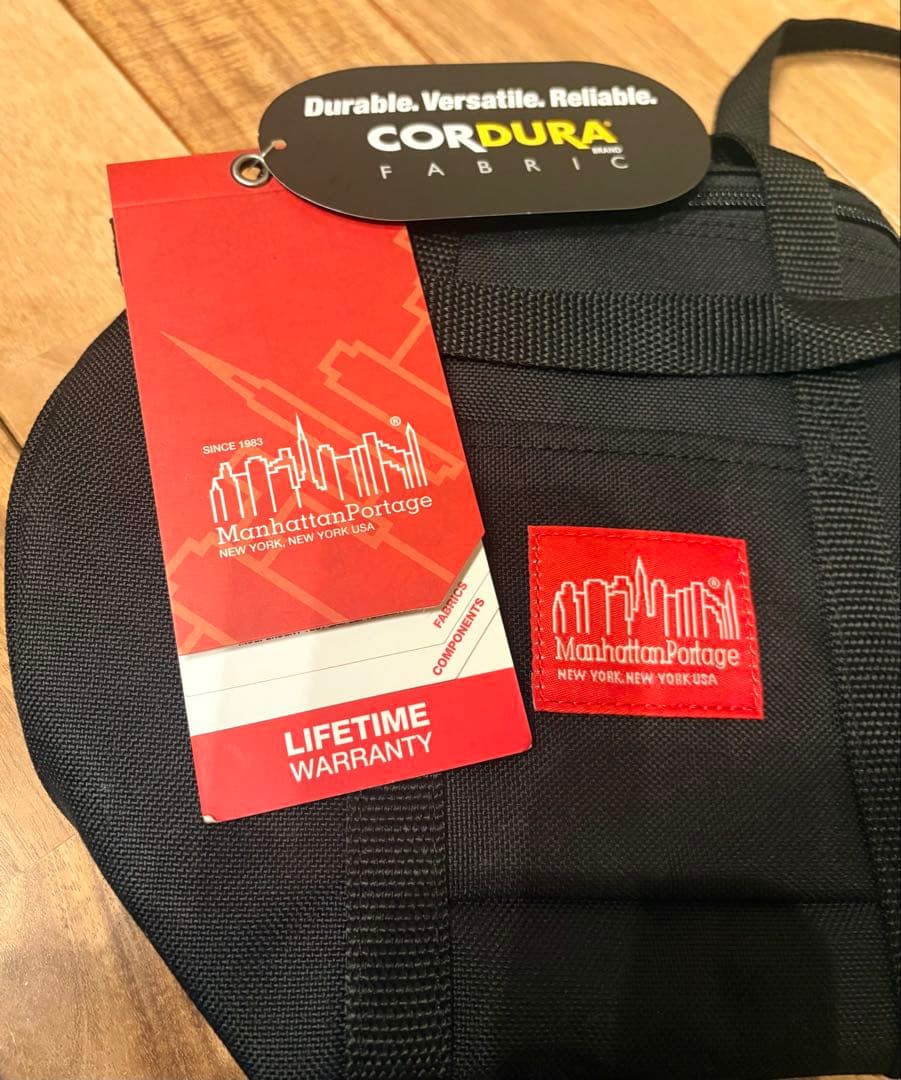 Durable. Versatile. Reliable.
CORDURA
BRAND
FABRIC
SINCE 1983
®
ManhattanPortage
NEW YORK, NEW YORK USA
FABRICS
COMPONENTS
LIFETIME
WARRANTY
®
ManhattanPortage
NEW YORK, NEW YORK USA